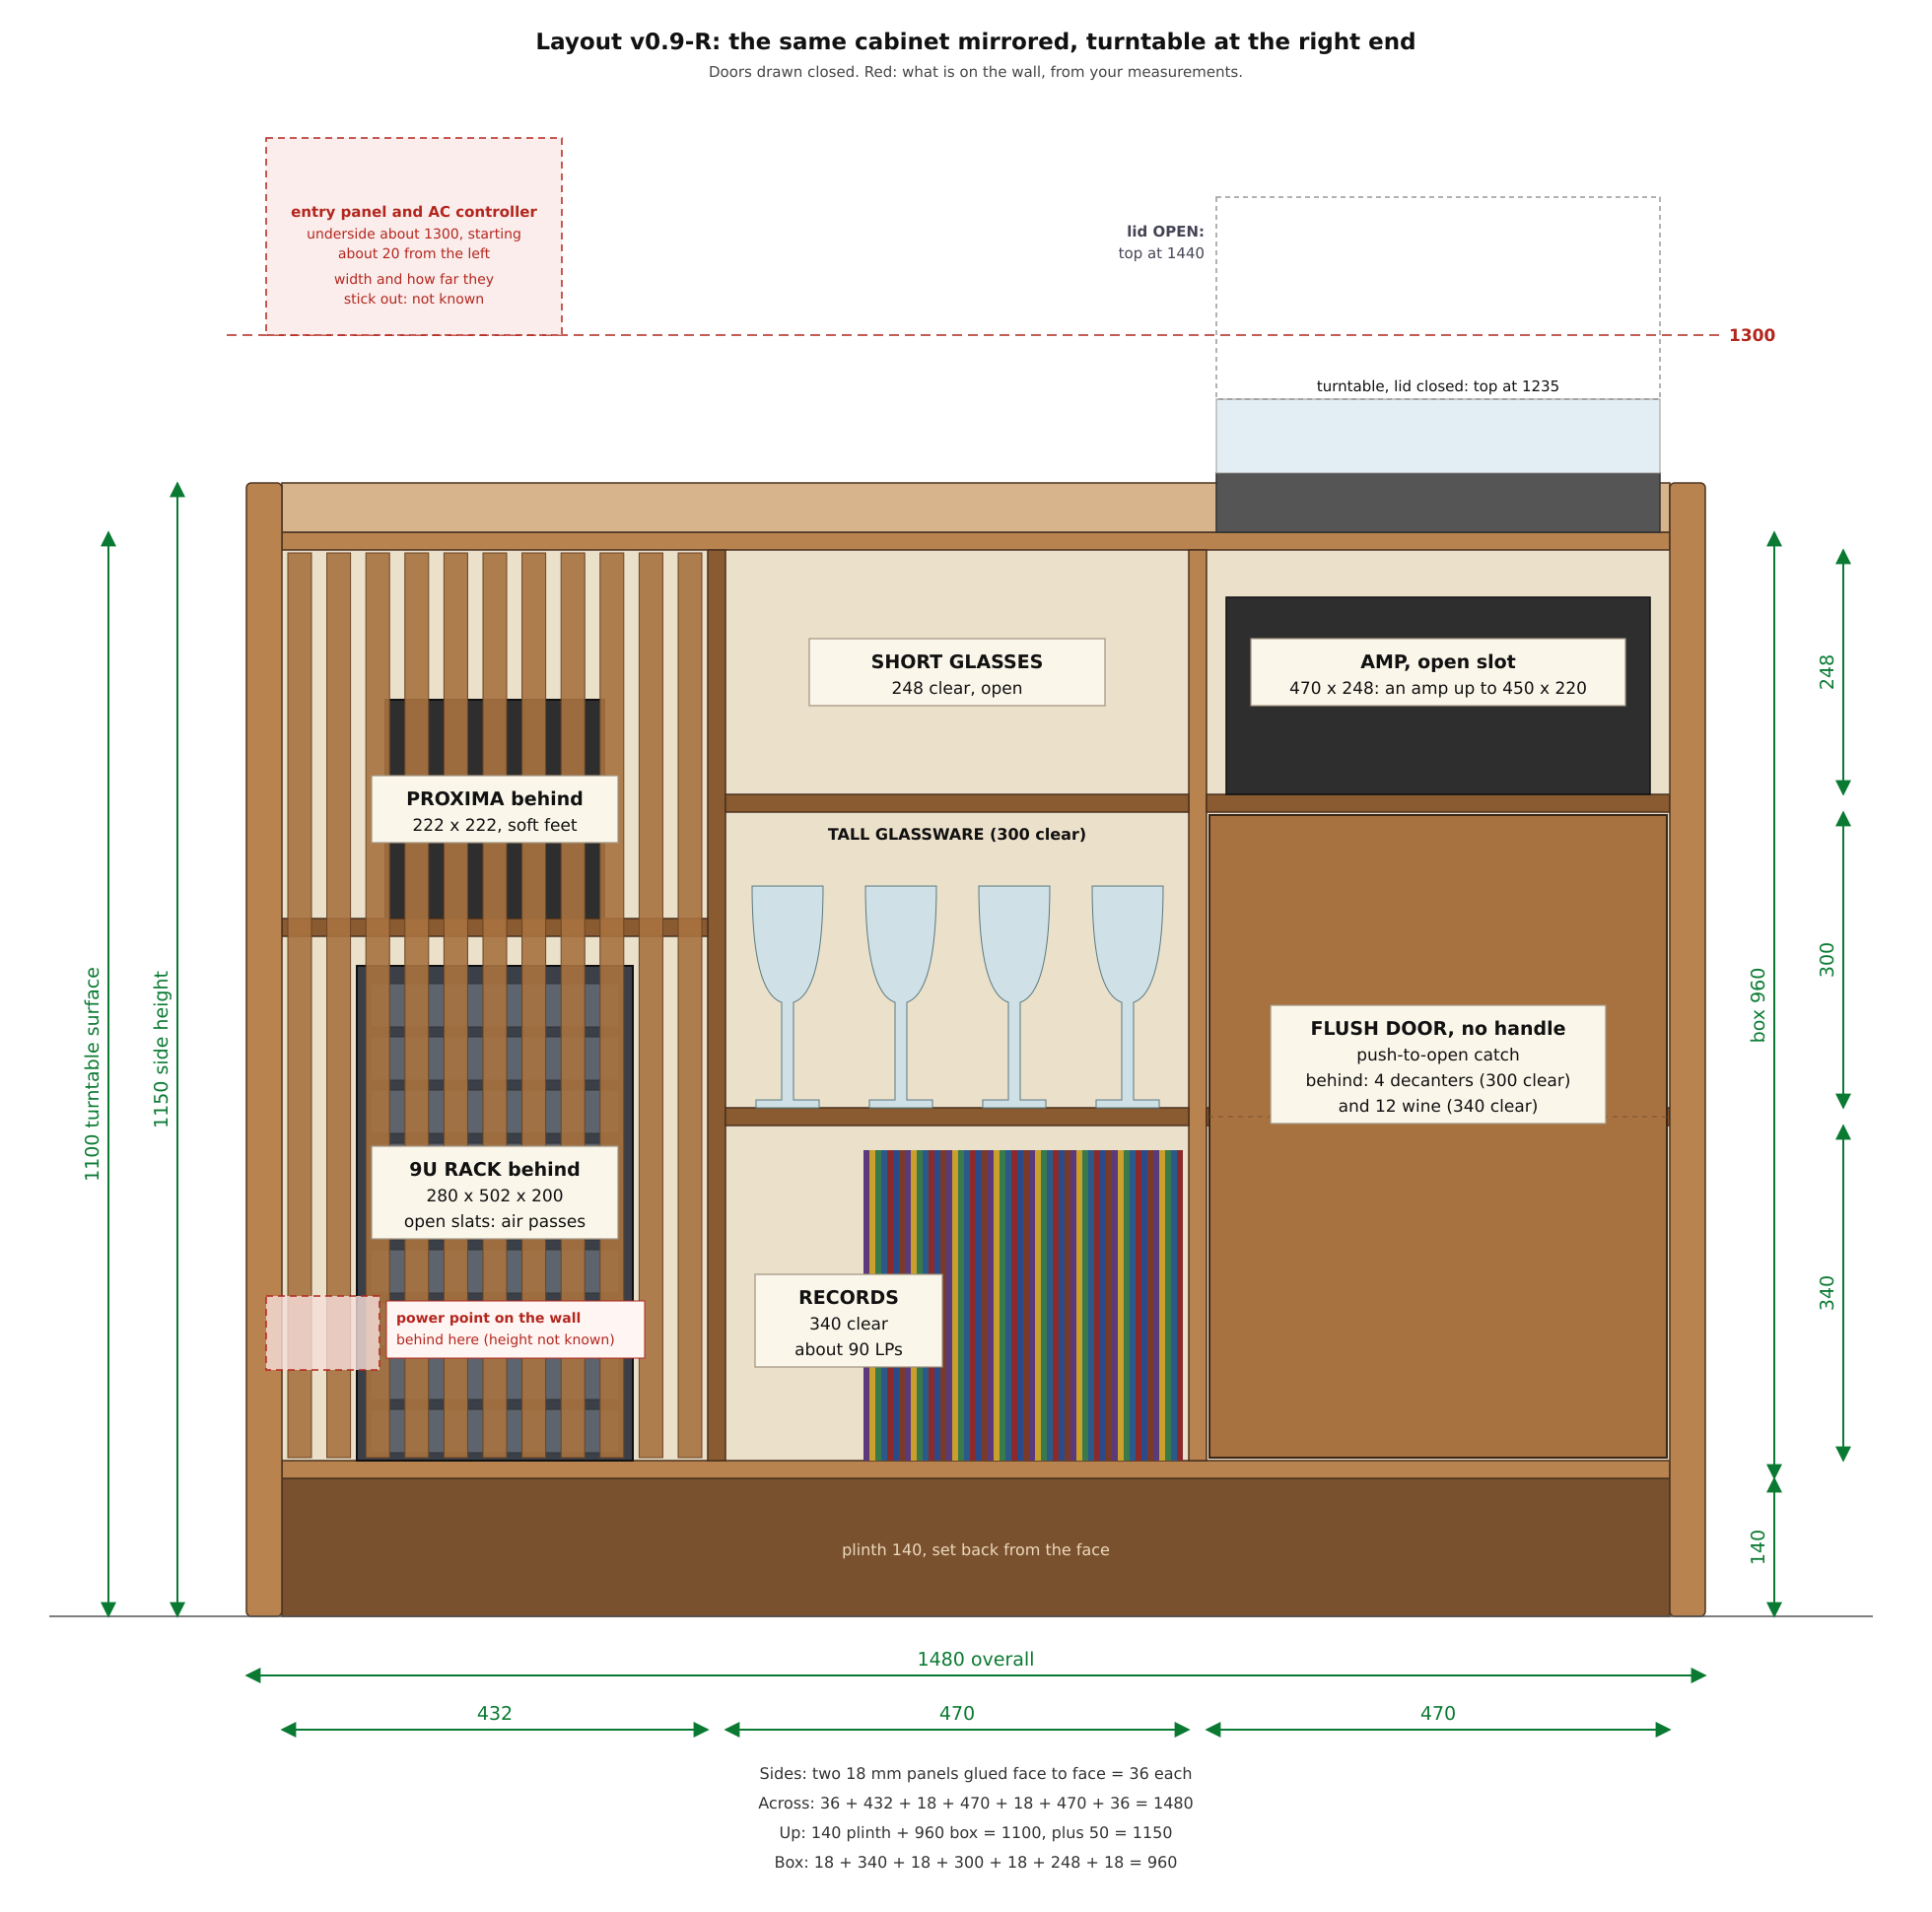 Layout v0.9-R: the same cabinet mirrored, turntable at the right end
Doors drawn closed. Red: what is on the wall, from your measurements.
entry panel and AC controller
underside about 1300, starting
about 20 from the left
width and how far they
stick out: not known
lid OPEN:
top at 1440
1300
turntable, lid closed: top at 1235
SHORT GLASSES
248 clear, open
AMP, open slot
470 x 248: an amp up to 450 x 220
248
PROXIMA behind
222 x 222, soft feet
TALL GLASSWARE (300 clear)
1100 turntable surface
1150 side height
box 960
300
FLUSH DOOR, no handle
push-to-open catch
behind: 4 decanters (300 clear)
and 12 wine (340 clear)
9U RACK behind
280 x 502 x 200
open slats: air passes
340
RECORDS
340 clear
about 90 LPs
power point on the wall
behind here (height not known)
plinth 140, set back from the face
140
1480 overall
432
470
470
Sides: two 18 mm panels glued face to face = 36 each
Across: 36 + 432 + 18 + 470 + 18 + 470 + 36 = 1480
Up: 140 plinth + 960 box = 1100, plus 50 = 1150
Box: 18 + 340 + 18 + 300 + 18 + 248 + 18 = 960